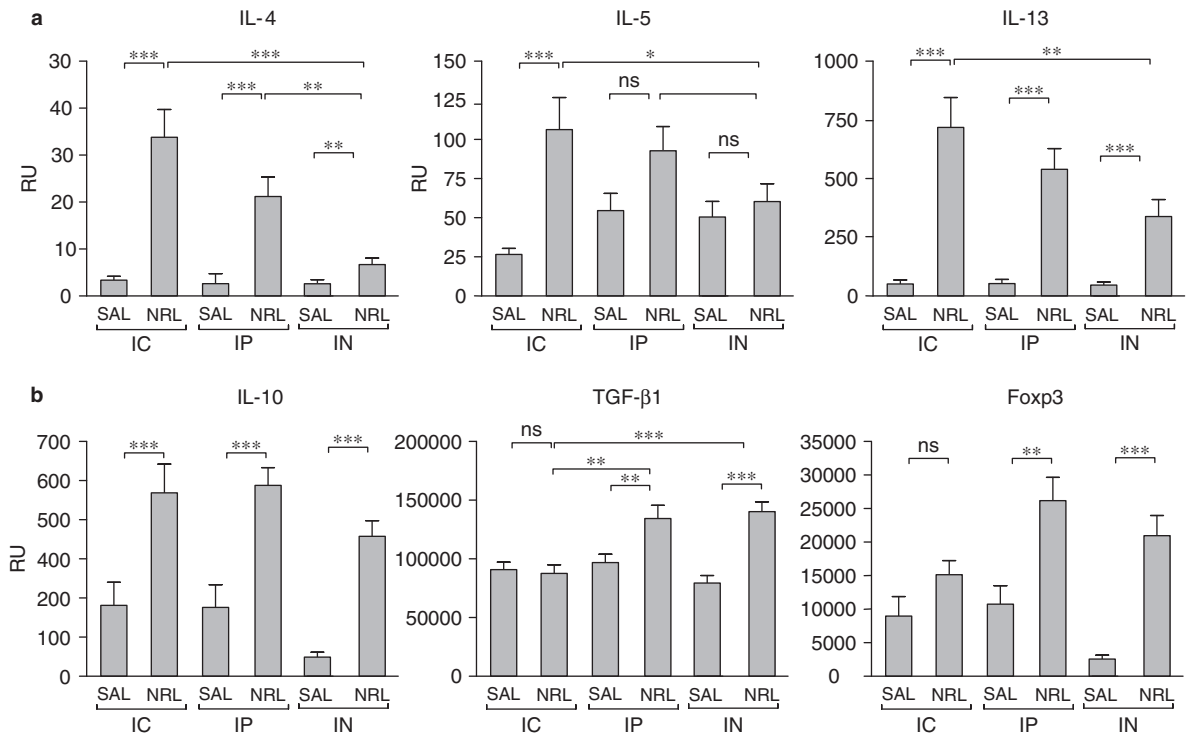 a
IL-4
RU
30
40
30
20
10
0
*** ***
*** **
**
SAL NRL SAL NRL SAL NRL
IC IP IN
IL-5
RU
150
125
100
75
50
25
0
*** *
ns
ns
SAL NRL SAL NRL SAL NRL
IC IP IN
IL-13
1000
750
500
250
0
*** **
***
***
SAL NRL SAL NRL SAL NRL
IC IP IN
b
IL-10
RU
700
600
500
400
200
100
0
*** *** ***
SAL NRL SAL NRL SAL NRL
IC IP IN
TGF-β1
200000
150000
100000
50000
0
ns ***
**
** ***
SAL NRL SAL NRL SAL NRL
IC IP IN
Foxp3
35000
30000
25000
20000
15000
10000
5000
0
ns ** ***
SAL NRL SAL NRL SAL NRL
IC IP IN